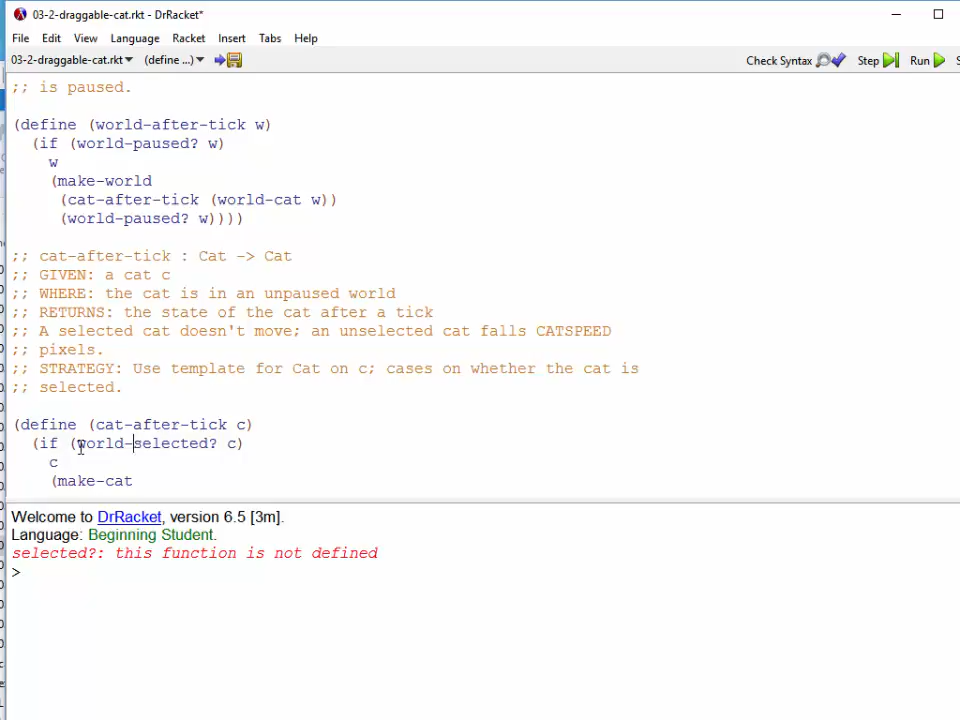 03-2-draggable-cat.rkt - DrRacket*
File Edit View Language Racket Insert Tabs Help
03-2-draggable-cat.rkt (define ...) Check Syntax Step Run
;; is paused.
(define (world-after-tick w)
(if (world-paused? w)
w
(make-world
(cat-after-tick (world-cat w))
(world-paused? w))))
;; cat-after-tick : Cat -> Cat
;; GIVEN: a cat c
;; WHERE: the cat is in an unpaused world
;; RETURNS: the state of the cat after a tick
;; A selected cat doesn't move; an unselected cat falls CATSPEED
;; pixels.
;; STRATEGY: Use template for Cat on c; cases on whether the cat is
;; selected.
(define (cat-after-tick c)
(if (world-selected? c)
c
(make-cat
Welcome to DrRacket, version 6.5 [3m].
Language: Beginning Student.
selected?: this function is not defined
>